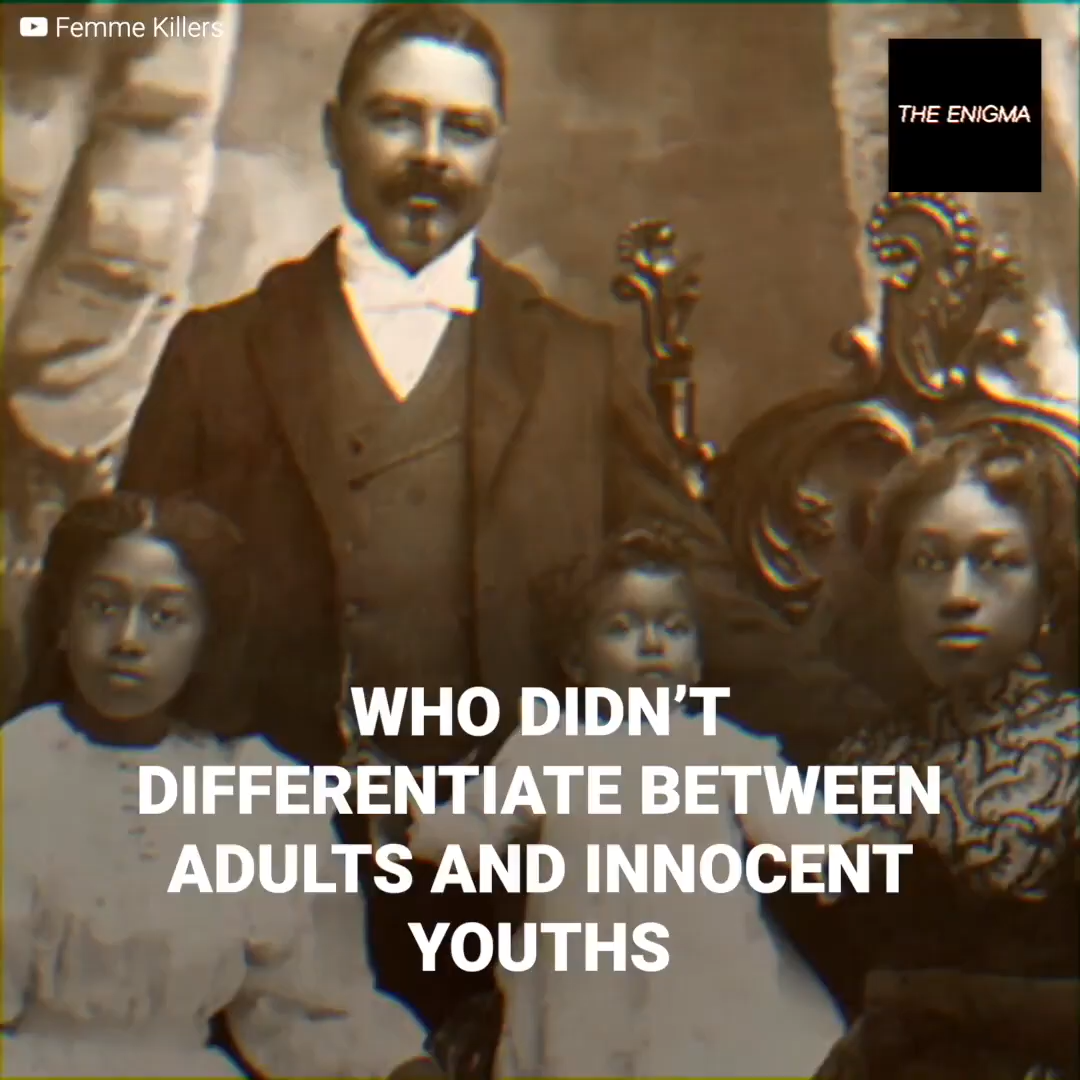 Femme Killers
THE ENIGMA
WHO DIDN’T
DIFFERENTIATE BETWEEN
ADULTS AND INNOCENT
YOUTHS